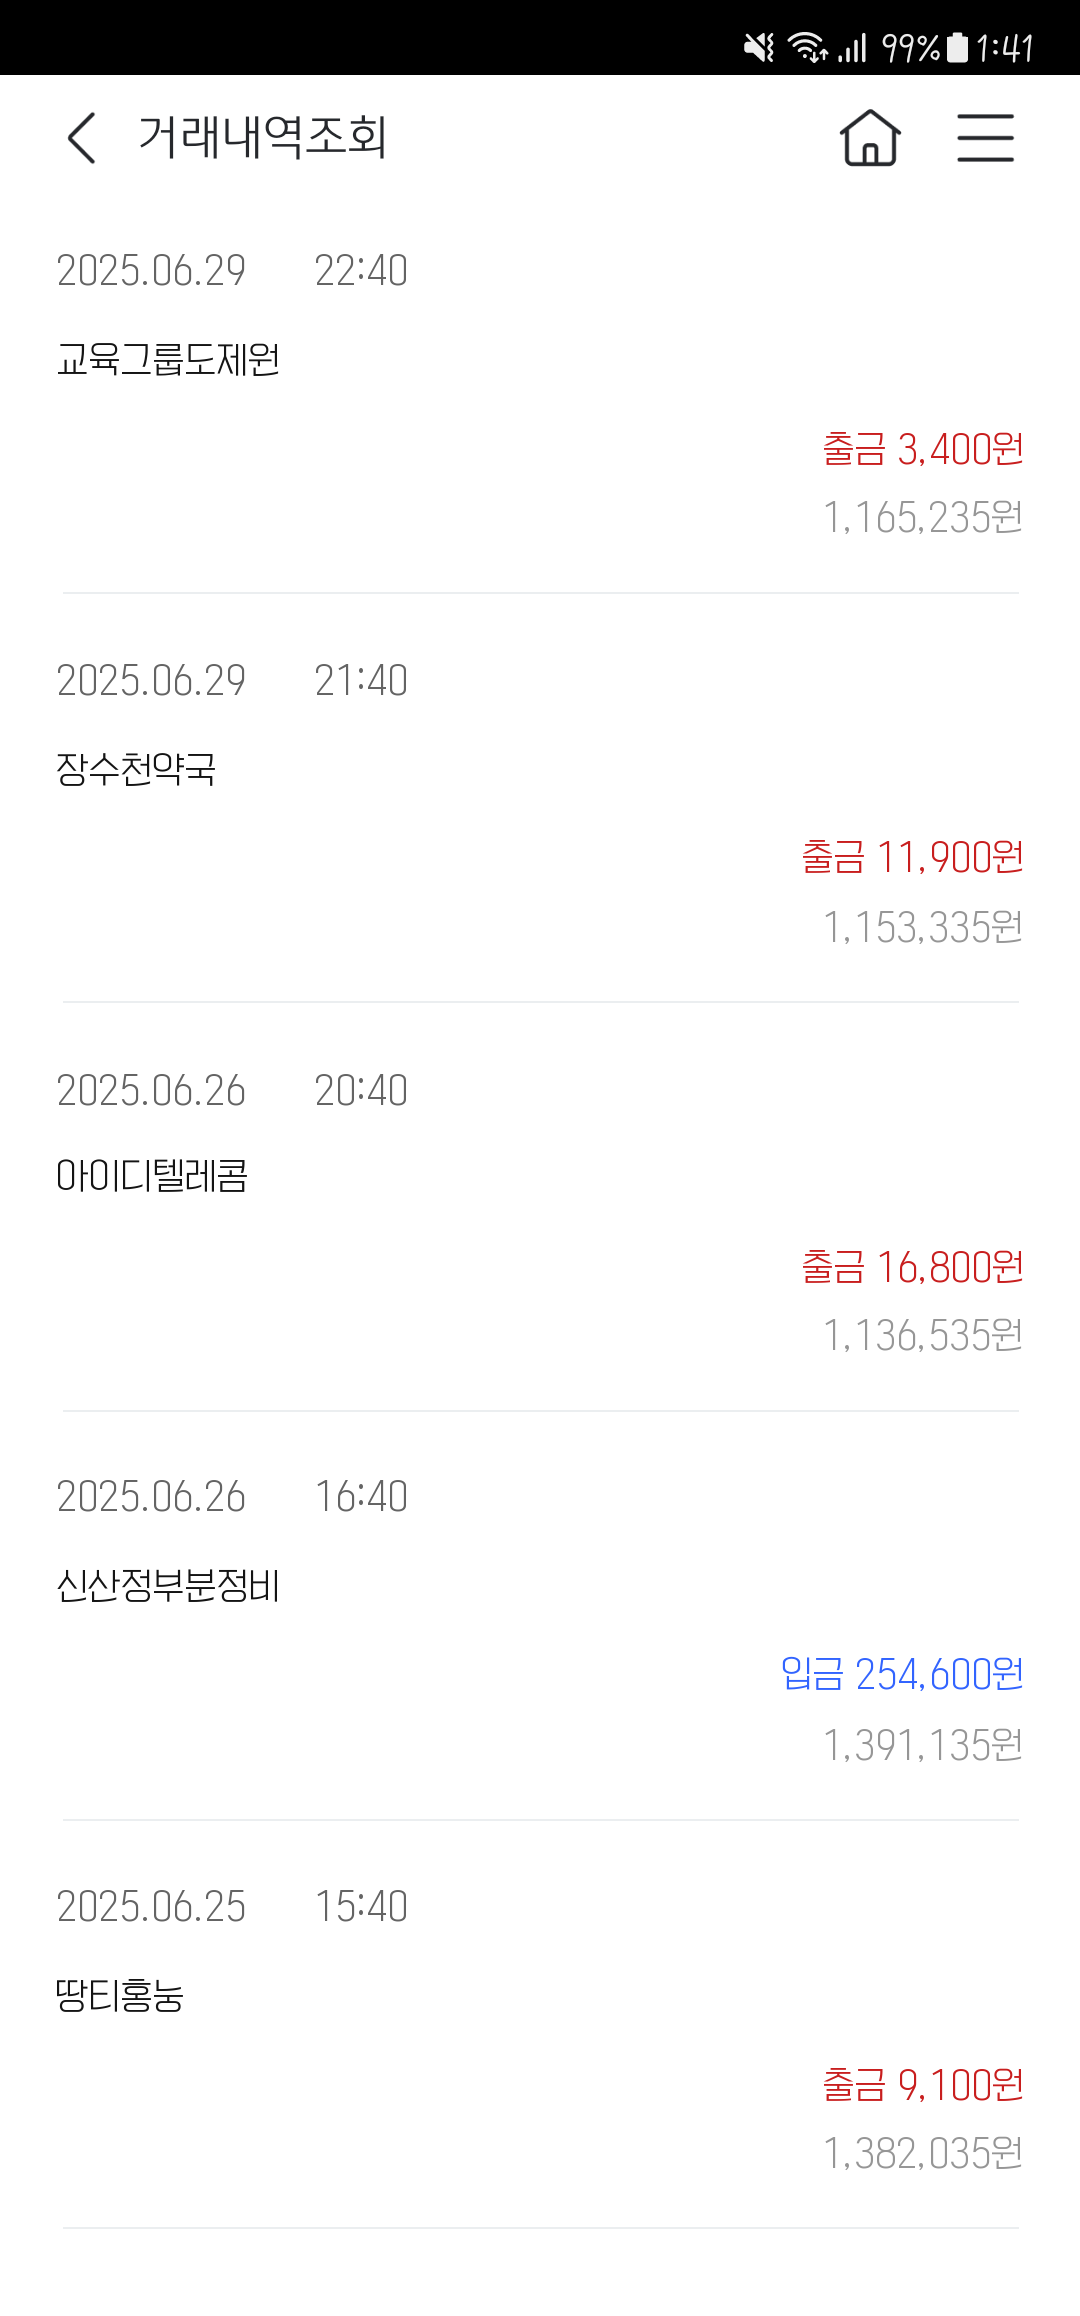 99% 1:41
거래내역조회
2025.06.29 22:40
교육그룹도제원
출금 3,400원
1,165,235원
2025.06.29 21:40
장수천약국
출금 11,900원
1,153,335원
2025.06.26 20:40
아이디텔레콤
출금 16,800원
1,136,535원
2025.06.26 16:40
신산정부분정비
입금 254,600원
1,391,135원
2025.06.25 15:40
땅티홍눙
출금 9,100원
1,382,035원